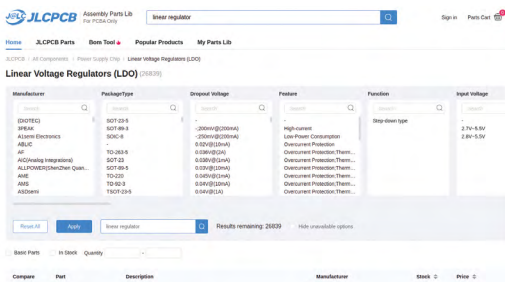 JLCPCB Assembly Parts Lib
For PCBA Only
linear regulator
Sign in Parts Cart 0
Home JLCPCB Parts Bom Tool Popular Products My Parts Lib
JLCPCB / All Components / Power Supply Chip / Linear Voltage Regulators (LDO)
Linear Voltage Regulators (LDO) (26839)
Manufacturer PackageType Dropout Voltage Feature Function Input Voltage
Search Search Search Search Search Search
(DIOTEC) SOT-23-5 - - Step-down type -
3PEAK SOT-89-3 <200mV@(200mA) High-current 2.7V~5.5V
A1semi Electronics SOIC-8 <250mV@(200mA) Low-Power Consumption 2.8V~5.5V
ABLIC - 0.02V@(10mA) Overcurrent Protection
AF TO-263-5 0.036V@(2A) Overcurrent Protection;Therm...
AIC(Analog Integrations) SOT-23 0.038V@(1mA) Overcurrent Protection;Therm...
ALLPOWER(ShenZhen Quan... SOT-89-5 0.03V@(10mA) Overcurrent Protection;Therm...
AME TO-220 0.045V@(1mA) Overcurrent Protection;Therm...
AMS TO-92-3 0.04V@(10mA) Overcurrent Protection;Therm...
ASDsemi TSOT-23-5 0.04V@(1A) Overcurrent Protection;Therm...
Reset All Apply linear regulator Results remaining: 26839 Hide unavailable options
Basic Parts In Stock Quantity -
Compare Part Description Manufacturer Stock Price